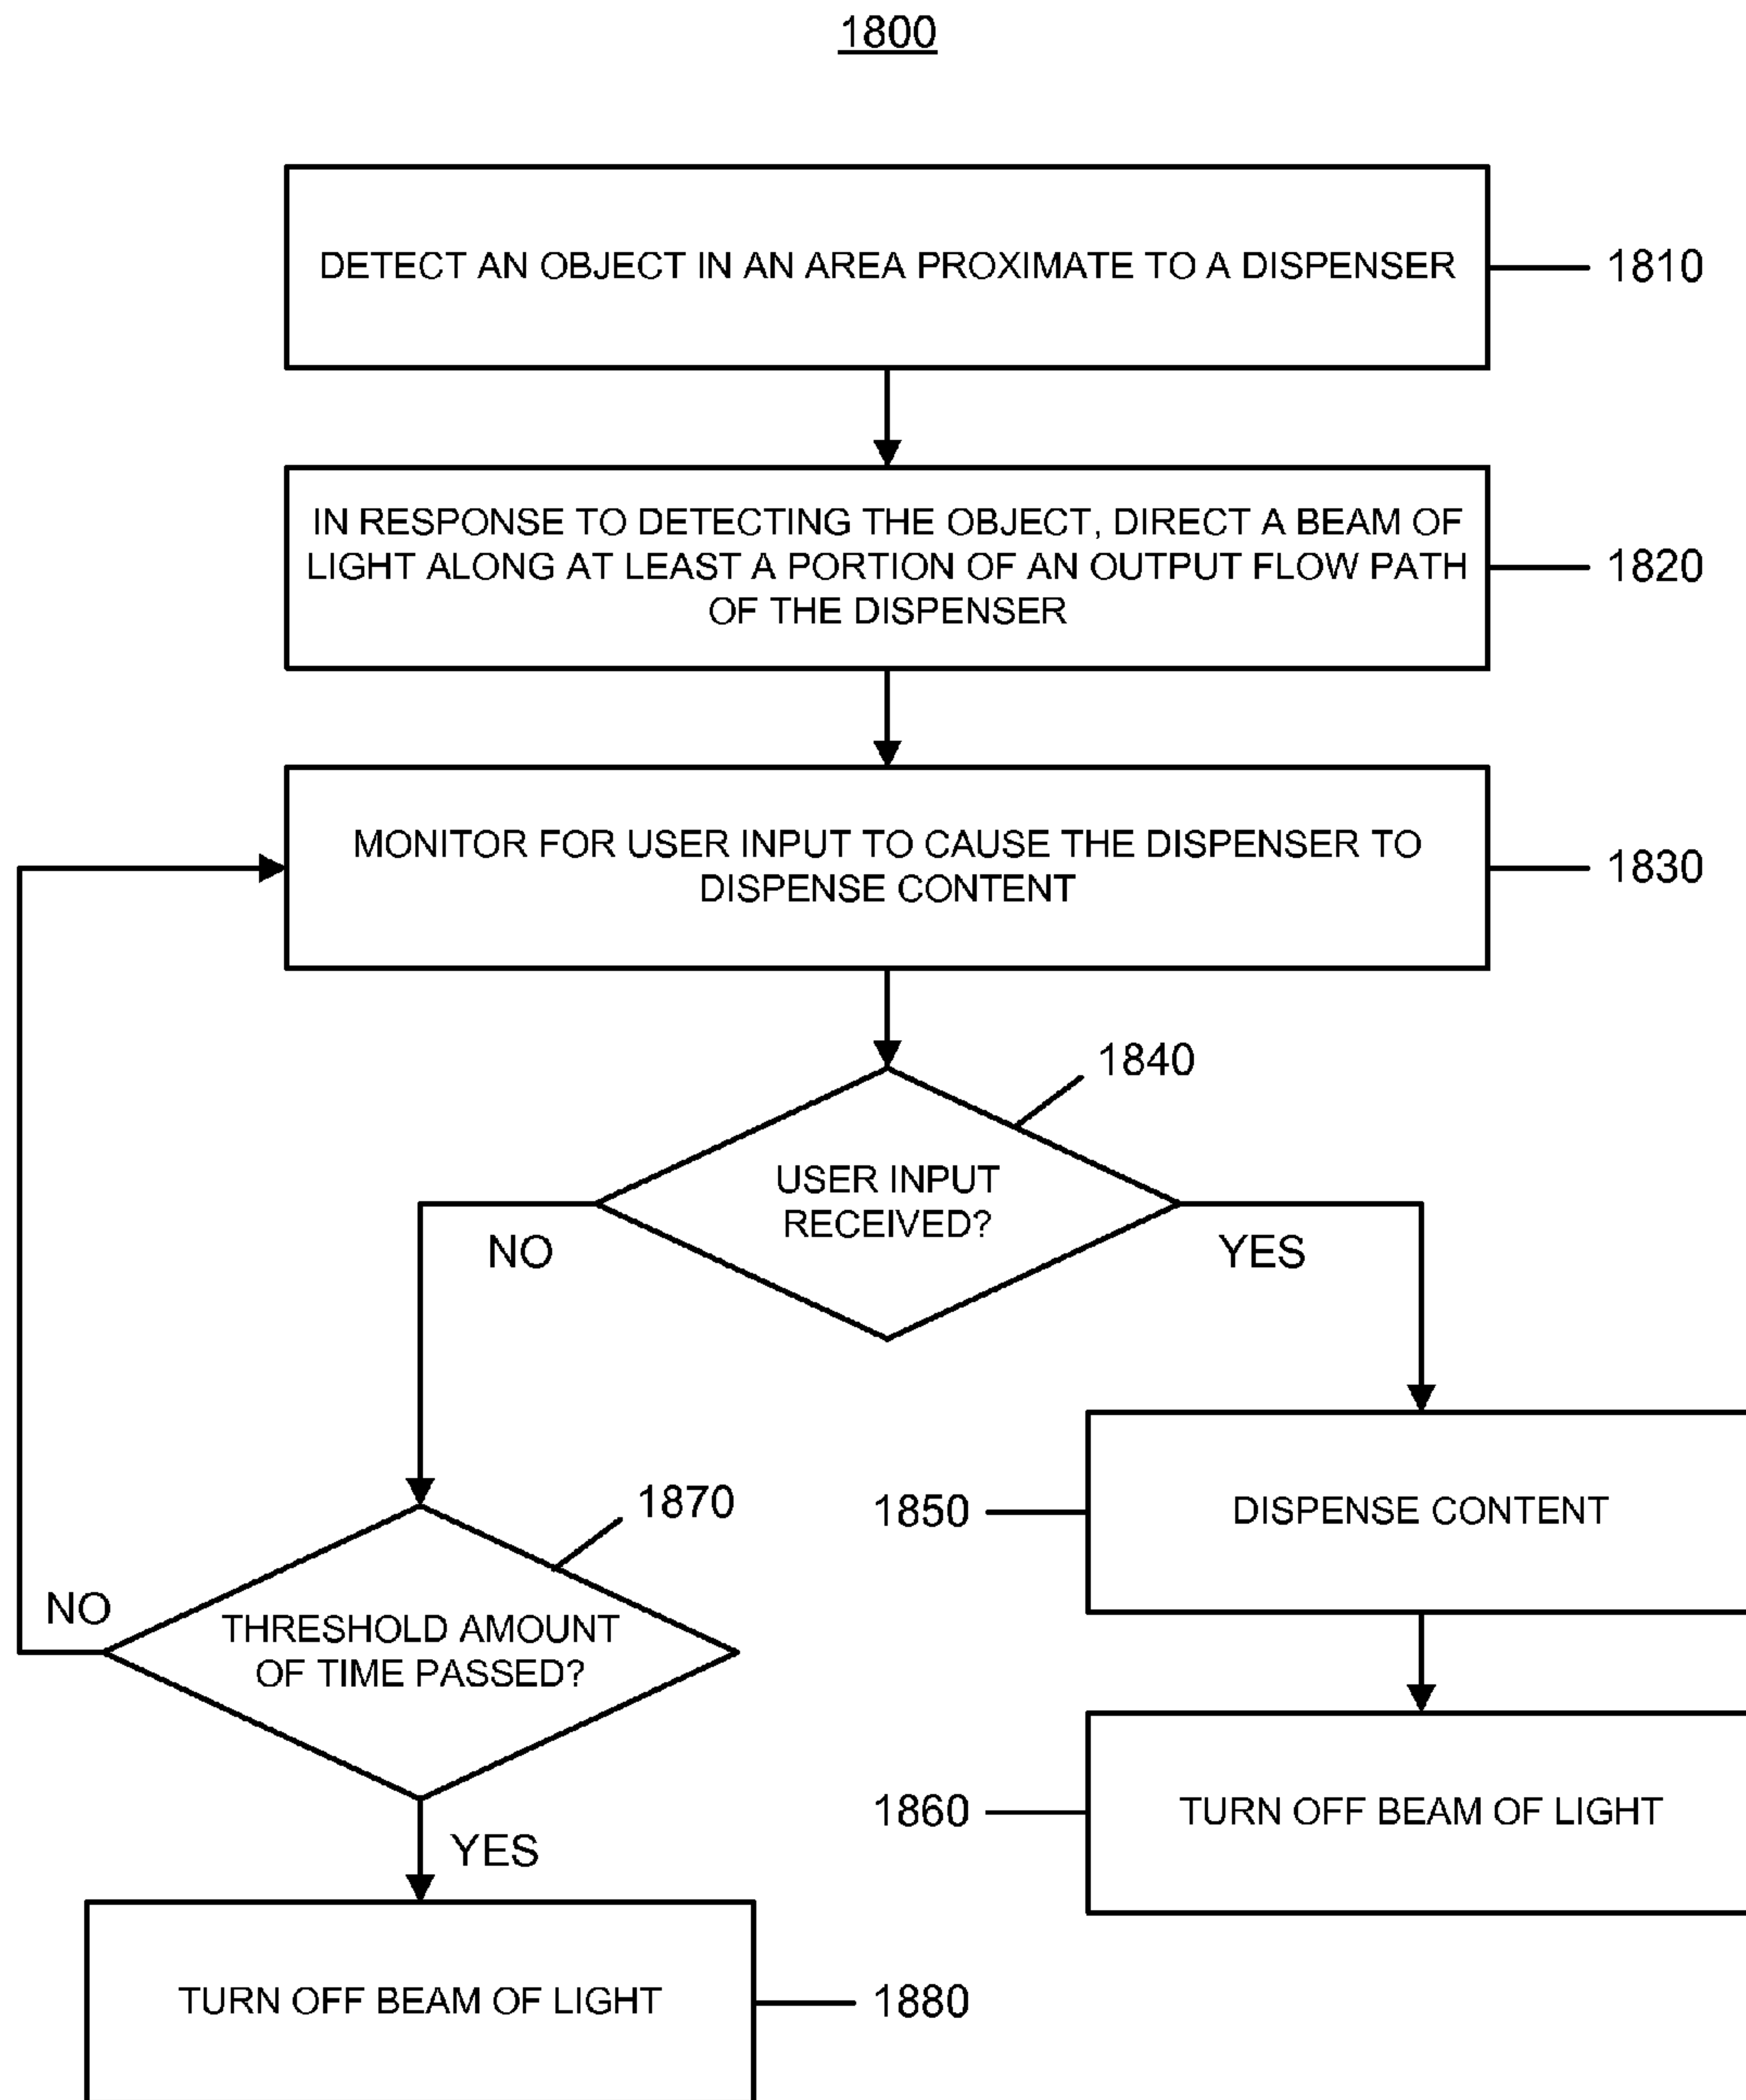 1800
DETECT AN OBJECT IN AN AREA PROXIMATE TO A DISPENSER
1810
IN RESPONSE TO DETECTING THE OBJECT, DIRECT A BEAM OF
LIGHT ALONG AT LEAST A PORTION OF AN OUTPUT FLOW PATH
OF THE DISPENSER
1820
MONITOR FOR USER INPUT TO CAUSE THE DISPENSER TO
DISPENSE CONTENT
1830
1840
USER INPUT
RECEIVED?
NO
YES
1850
DISPENSE CONTENT
1870
THRESHOLD AMOUNT
OF TIME PASSED?
NO
YES
1860
TURN OFF BEAM OF LIGHT
TURN OFF BEAM OF LIGHT
1880